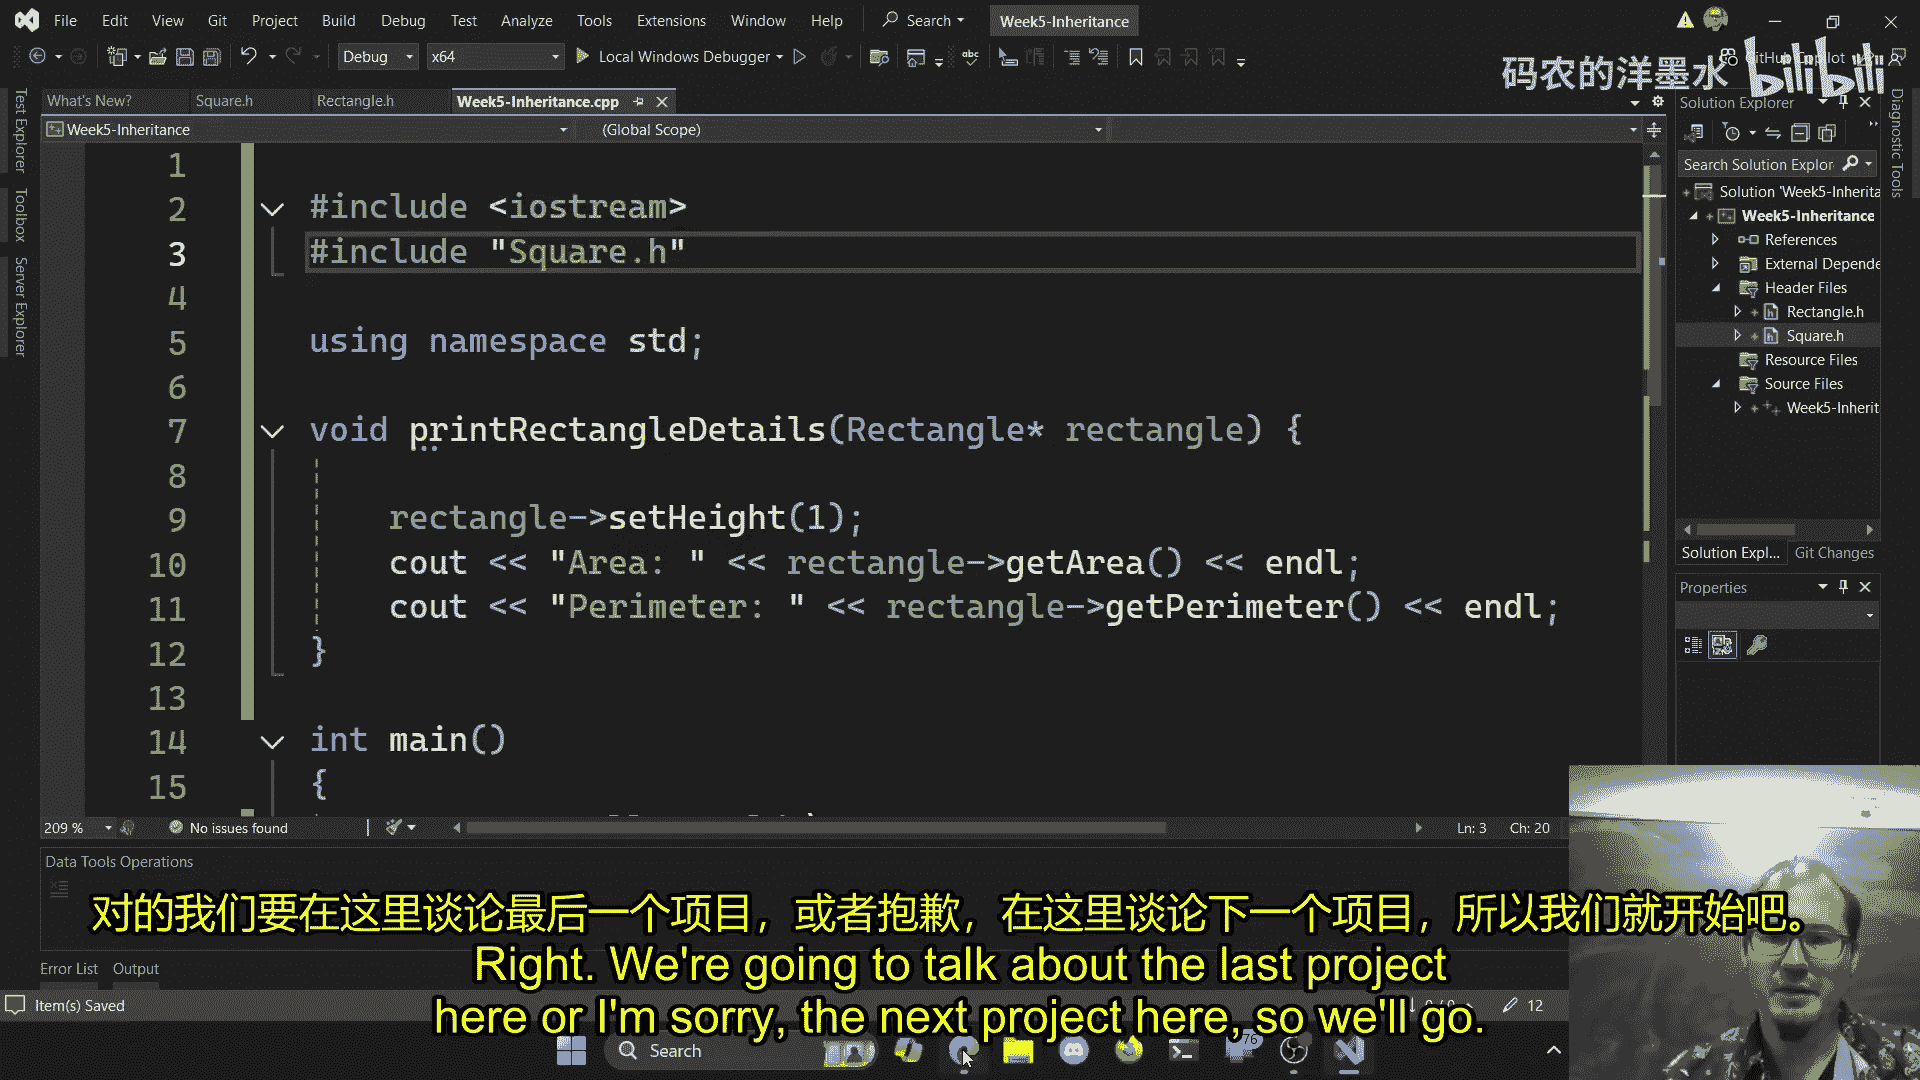 File Edit View Git Project Build Debug Test Analyze Tools Extensions Window Help Search Week5-Inheritance
Debug x64 Local Windows Debugger
码农的洋墨水 bilibili
What's New? Square.h Rectangle.h Week5-Inheritance.cpp
Week5-Inheritance (Global Scope)
Test Explorer
Toolbox
Server Explorer
1
2 #include <iostream>
3 #include "Square.h"
4
5 using namespace std;
6
7 void printRectangleDetails(Rectangle* rectangle) {
8
9 rectangle->setHeight(1);
10 cout << "Area: " << rectangle->getArea() << endl;
11 cout << "Perimeter: " << rectangle->getPerimeter() << endl;
12 }
13
14 int main()
15 {
209 % No issues found Ln: 3 Ch: 20
Solution Explorer
Search Solution Explor
Solution 'Week5-Inherita
Week5-Inheritance
References
External Depende
Header Files
Rectangle.h
Square.h
Resource Files
Source Files
Week5-Inherit
Solution Expl... Git Changes
Properties
Diagnostic Tools
Data Tools Operations
对的我们要在这里谈论最后一个项目，或者抱歉，在这里谈论下一个项目，所以我们就开始吧。
Right. We're going to talk about the last project
here or I'm sorry, the next project here, so we'll go.
Error List Output
Item(s) Saved 12
Search